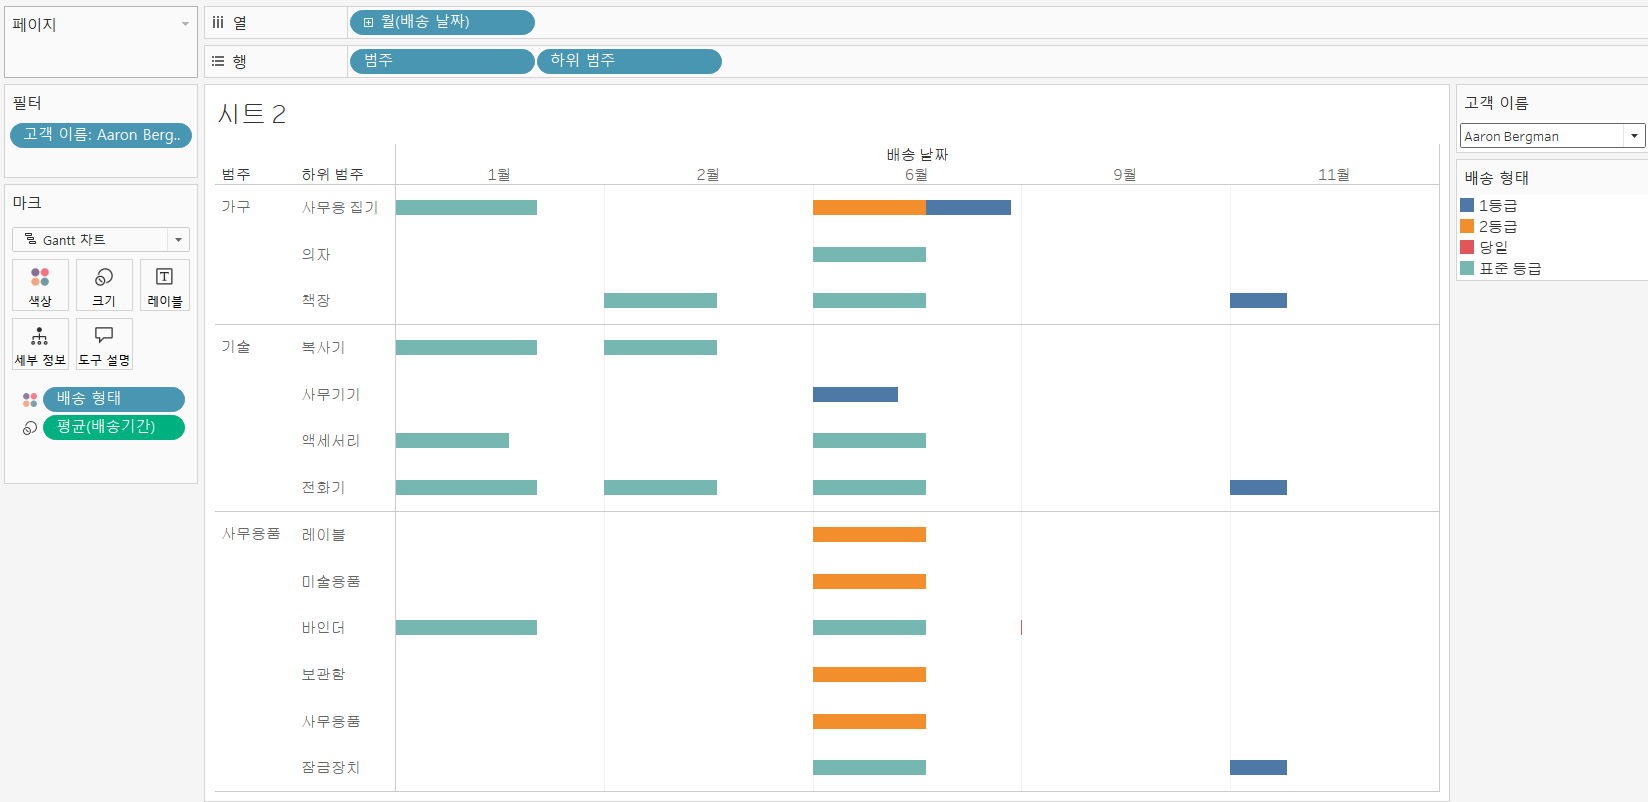 페이지
열
월(배송 날짜)
행
범주
하위 범주
필터
고객 이름: Aaron Berg..
마크
Gantt 차트
색상
크기
레이블
세부 정보
도구 설명
배송 형태
평균(배송기간)
시트 2
배송 날짜
범주
하위 범주
1월
2월
6월
9월
11월
가구
사무용 집기
의자
책장
기술
복사기
사무기기
액세서리
전화기
사무용품
레이블
미술용품
바인더
보관함
사무용품
잠금장치
고객 이름
Aaron Bergman
배송 형태
1등급
2등급
당일
표준 등급